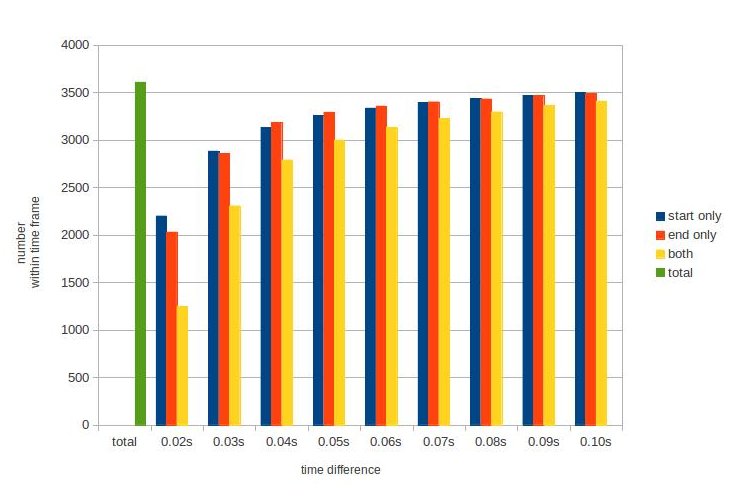 4000
3500
3000
2500
2000
1500
1000
500
0
number
within time frame
total 0.02s 0.03s 0.04s 0.05s 0.06s 0.07s 0.08s 0.09s 0.10s
time difference
start only
end only
both
total